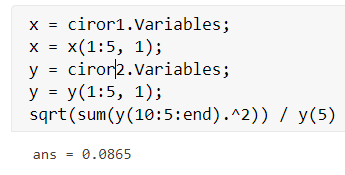 x = ciror1.Variables;
x = x(1:5, 1);
y = ciror2.Variables;
y = y(1:5, 1);
sqrt(sum(y(10:5:end).^2)) / y(5)
ans = 0.0865